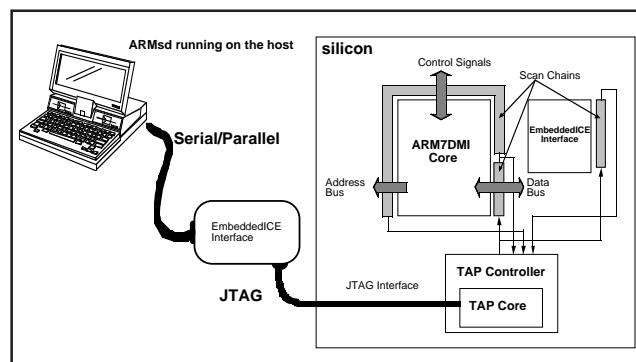 ARMsd running on the host
silicon
Control Signals
Scan Chains
Serial/Parallel
ARM7DMI
Core
EmbeddedICE
Interface
Address
Bus
Data
Bus
EmbeddedICE
Interface
JTAG
JTAG Interface
TAP Controller
TAP Core